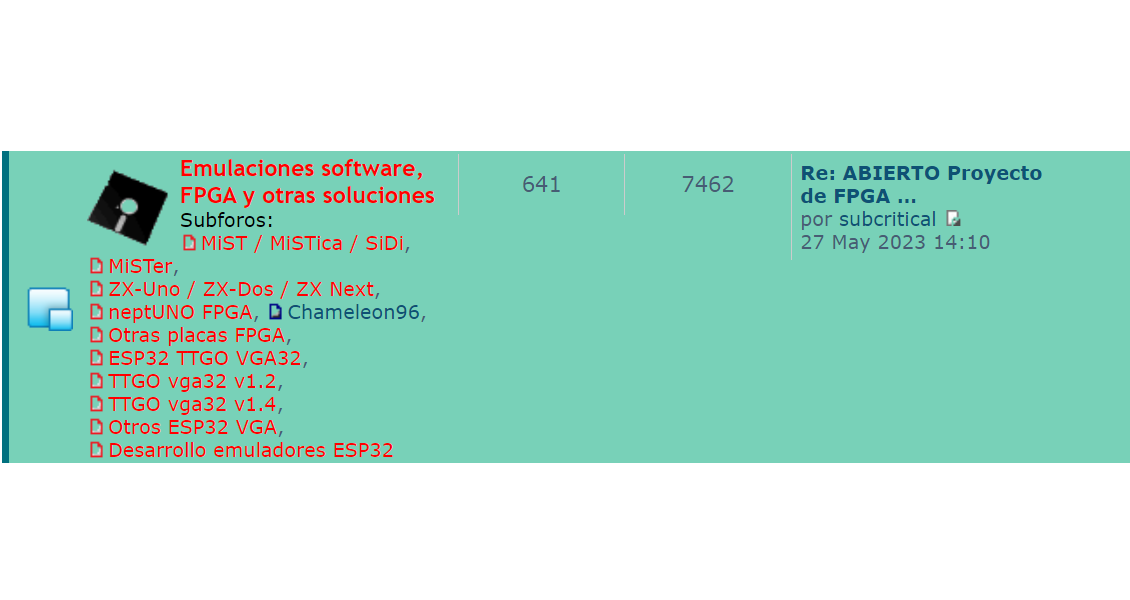 Emulaciones software,
FPGA y otras soluciones
Subforos:
MiST / MiSTica / SiDi,
MiSTer,
ZX-Uno / ZX-Dos / ZX Next,
neptUNO FPGA, Chameleon96,
Otras placas FPGA,
ESP32 TTGO VGA32,
TTGO vga32 v1.2,
TTGO vga32 v1.4,
Otros ESP32 VGA,
Desarrollo emuladores ESP32
641
7462
Re: ABIERTO Proyecto
de FPGA ...
por subcritical
27 May 2023 14:10